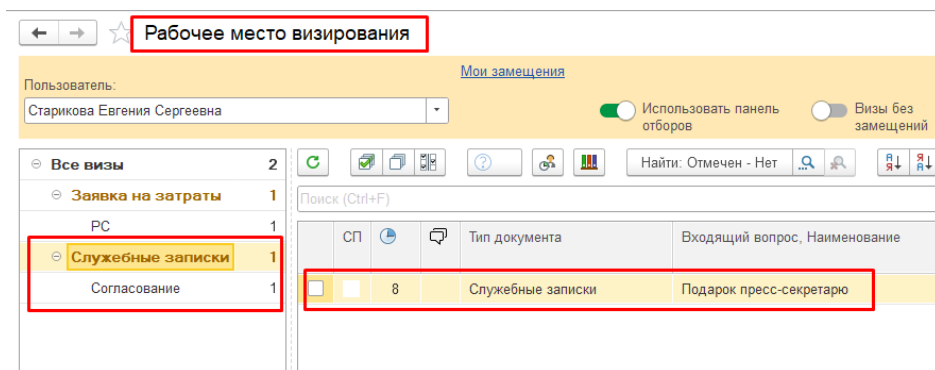 Рабочее место визирования
Мои замещения
Пользователь:
Старикова Евгения Сергеевна
Использовать панель отборов
Визы без замещений
Все визы 2
Заявка на затраты 1
РС 1
Служебные записки 1
Согласование 1
Найти: Отмечен - Нет
Поиск (Ctrl+F)
СП Тип документа Входящий вопрос, Наименование
8 Служебные записки Подарок пресс-секретарю